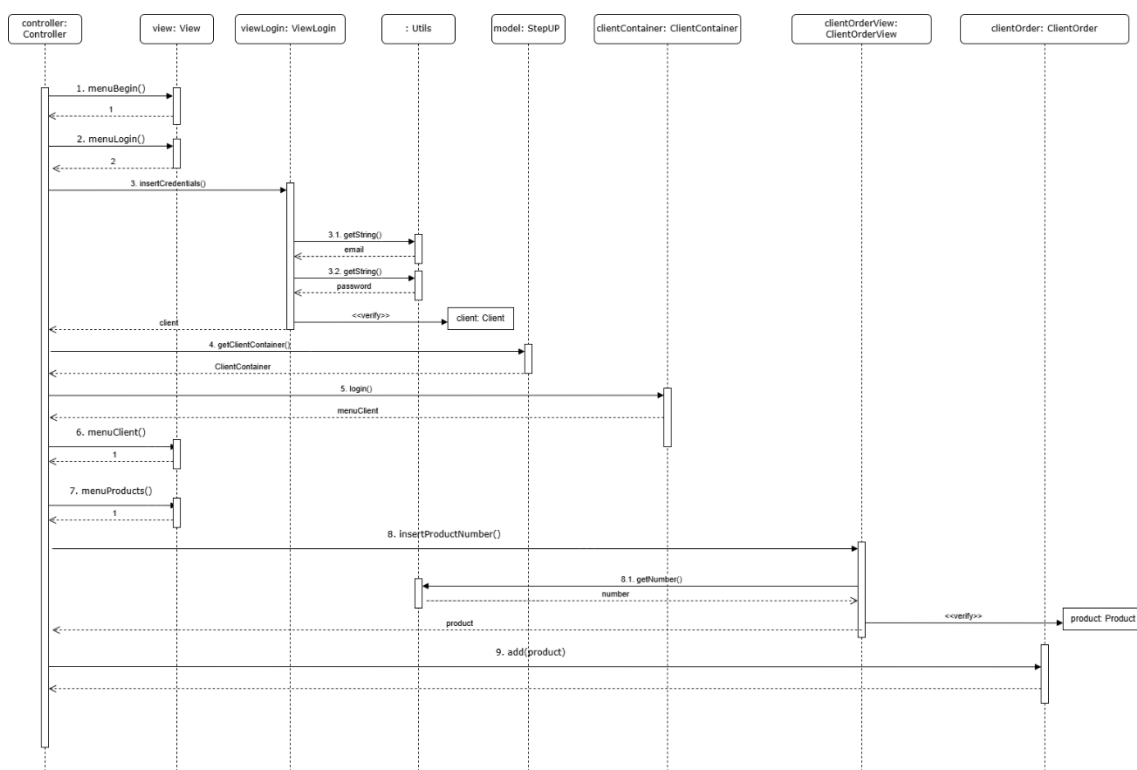 controller:
Controller
view: View
viewLogin: ViewLogin
: Utils
model: StepUP
clientContainer: ClientContainer
clientOrderView:
ClientOrderView
clientOrder: ClientOrder
1. menuBegin()
1
2. menuLogin()
2
3. insertCredentials()
3.1. getString()
email
3.2. getString()
password
<<verify>>
client: Client
client
4. getClientContainer()
ClientContainer
5. login()
menuClient
6. menuClient()
1
7. menuProducts()
1
8. insertProductNumber()
8.1. getNumber()
number
<<verify>>
product: Product
product
9. add(product)